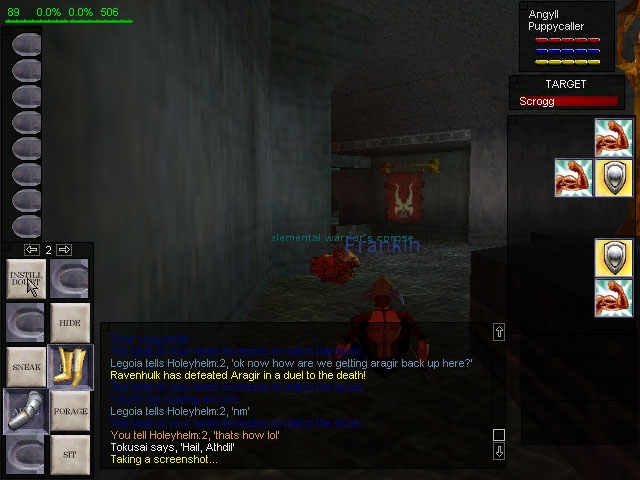 89 0.0% 0.0% 506
Angyll
Puppycaller
TARGET
Scrogg
elemental warrior's corpse
Frankin
2
INSTILL
DOUBT
HIDE
SNEAK
FORAGE
SIT
Legoia tells Holeyhelm:2, 'ok now how are we getting aragir back up here?'
Ravenhulk has defeated Aragir in a duel to the death!
Legoia tells Holeyhelm:2, 'nm'
You tell Holeyhelm:2, 'thats how lol'
Tokusai says, 'Hail, Athdil'
Taking a screenshot...